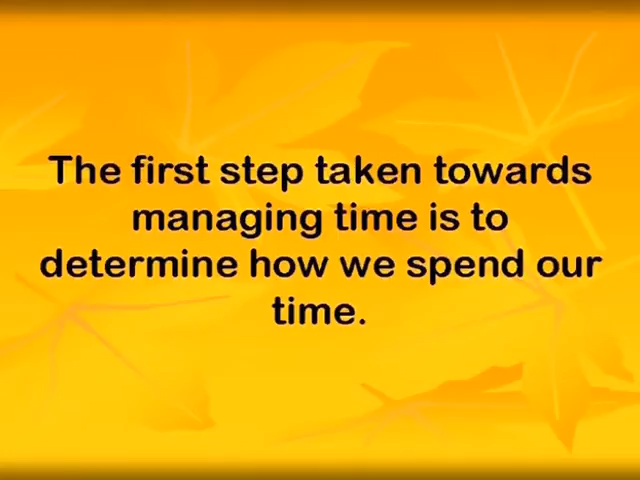 The first step taken towards
managing time is to
determine how we spend our
time.